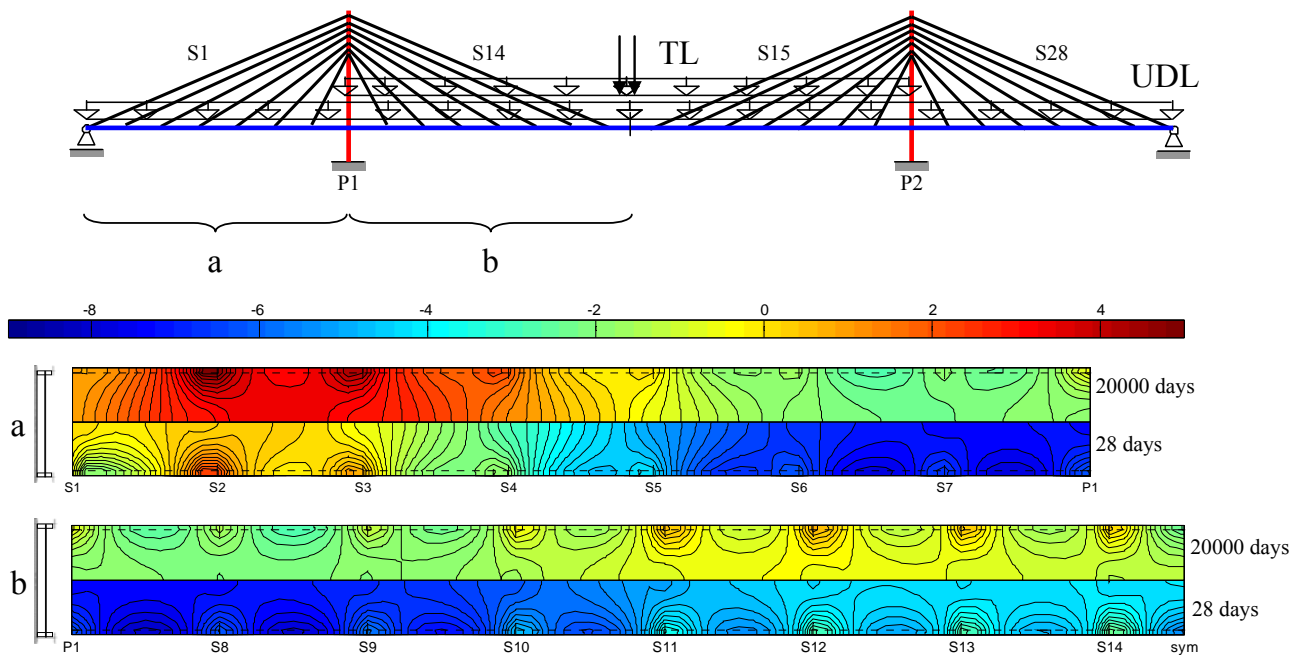 S1 S14 TL S15 S28 UDL
P1 P2
a b
-8 -6 -4 -2 0 2 4
20000 days
a
28 days
S1 S2 S3 S4 S5 S6 S7 P1
20000 days
b
28 days
P1 S8 S9 S10 S11 S12 S13 S14 sym